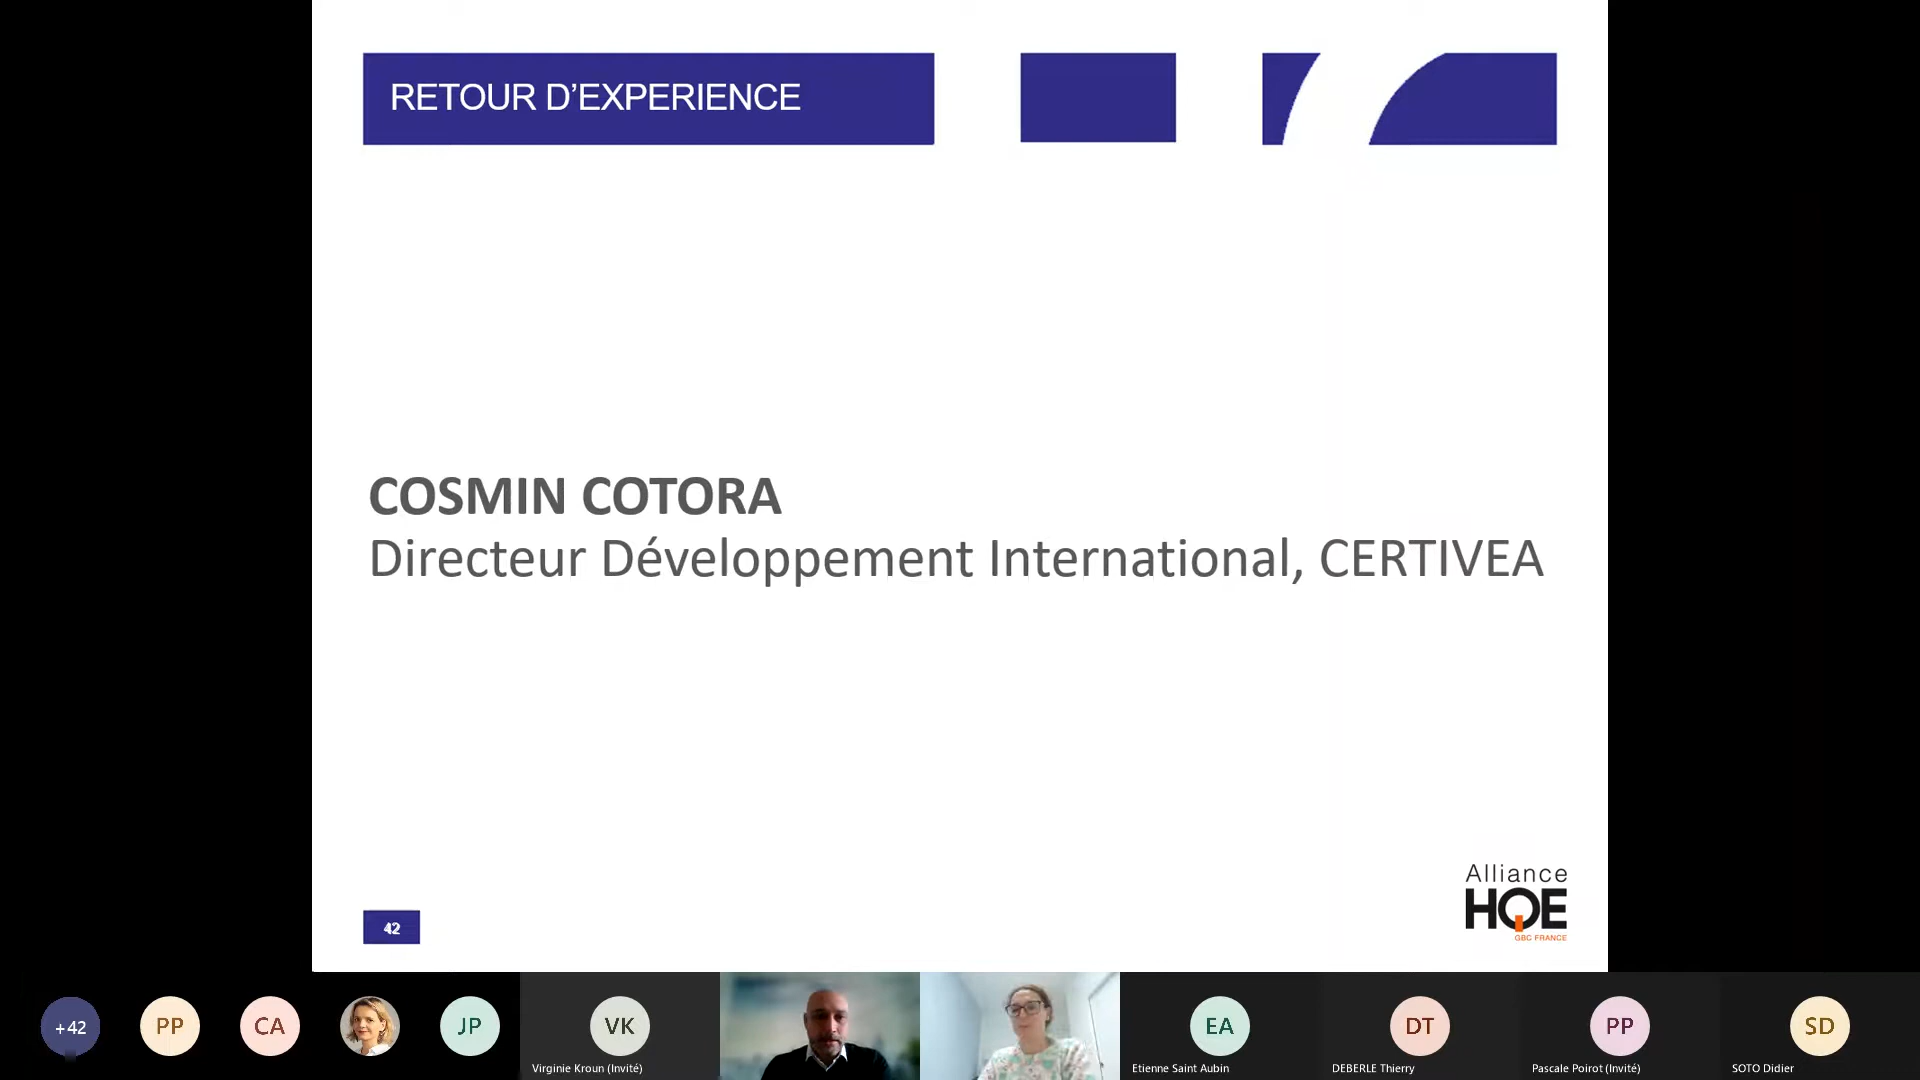 RETOUR D’EXPERIENCE
COSMIN COTORA
Directeur Développement International, CERTIVEA
Alliance
HQE
GBC FRANCE
42
+42
PP
CA
JP
VK
Virginie Kroun (Invité)
EA
Etienne Saint Aubin
DT
DEBERLE Thierry
PP
Pascale Poirot (Invité)
SD
SOTO Didier